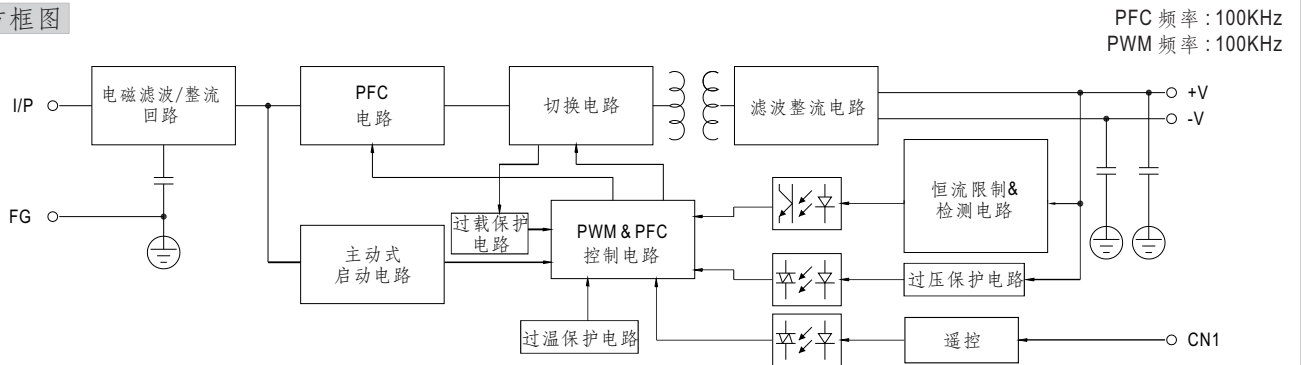 框图
PFC 频率 : 100KHz
PWM 频率 : 100KHz
I/P
电磁滤波/整流
回路
PFC
电路
切换电路
滤波整流电路
+V
-V
FG
主动式
启动电路
过载保护
电路
PWM & PFC
控制电路
恒流限制&
检测电路
过压保护电路
过温保护电路
遥控
CN1